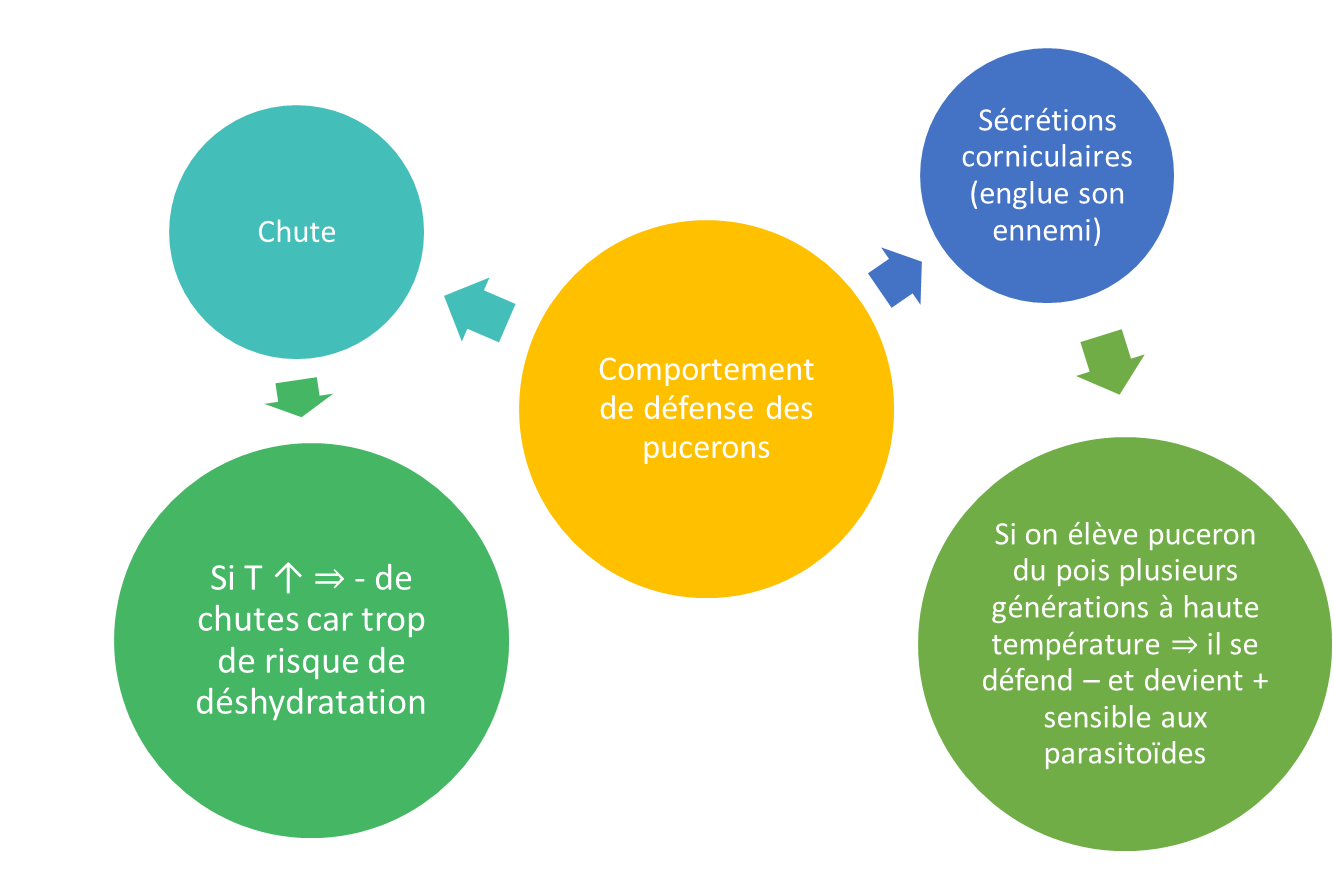 Chute
Sécrétions
corniculaires
(englue son
ennemi)
Comportement
de défense des
pucerons
Si T ↑ ⇒ - de
chutes car trop
de risque de
déshydratation
Si on élève puceron
du pois plusieurs
générations à haute
température ⇒ il se
défend – et devient +
sensible aux
parasitoïdes